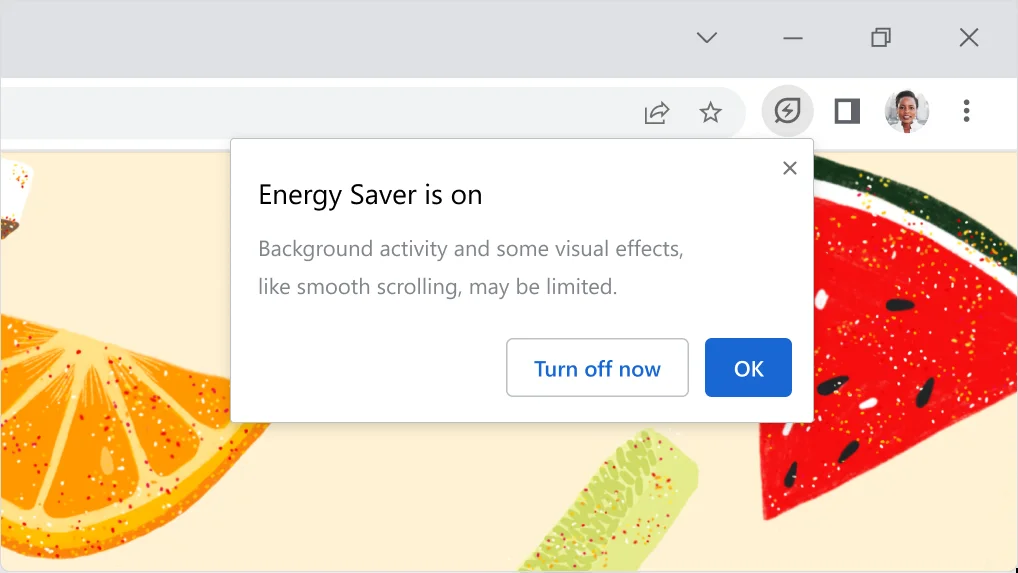 Energy Saver is on
Background activity and some visual effects,
like smooth scrolling, may be limited.
Turn off now
OK